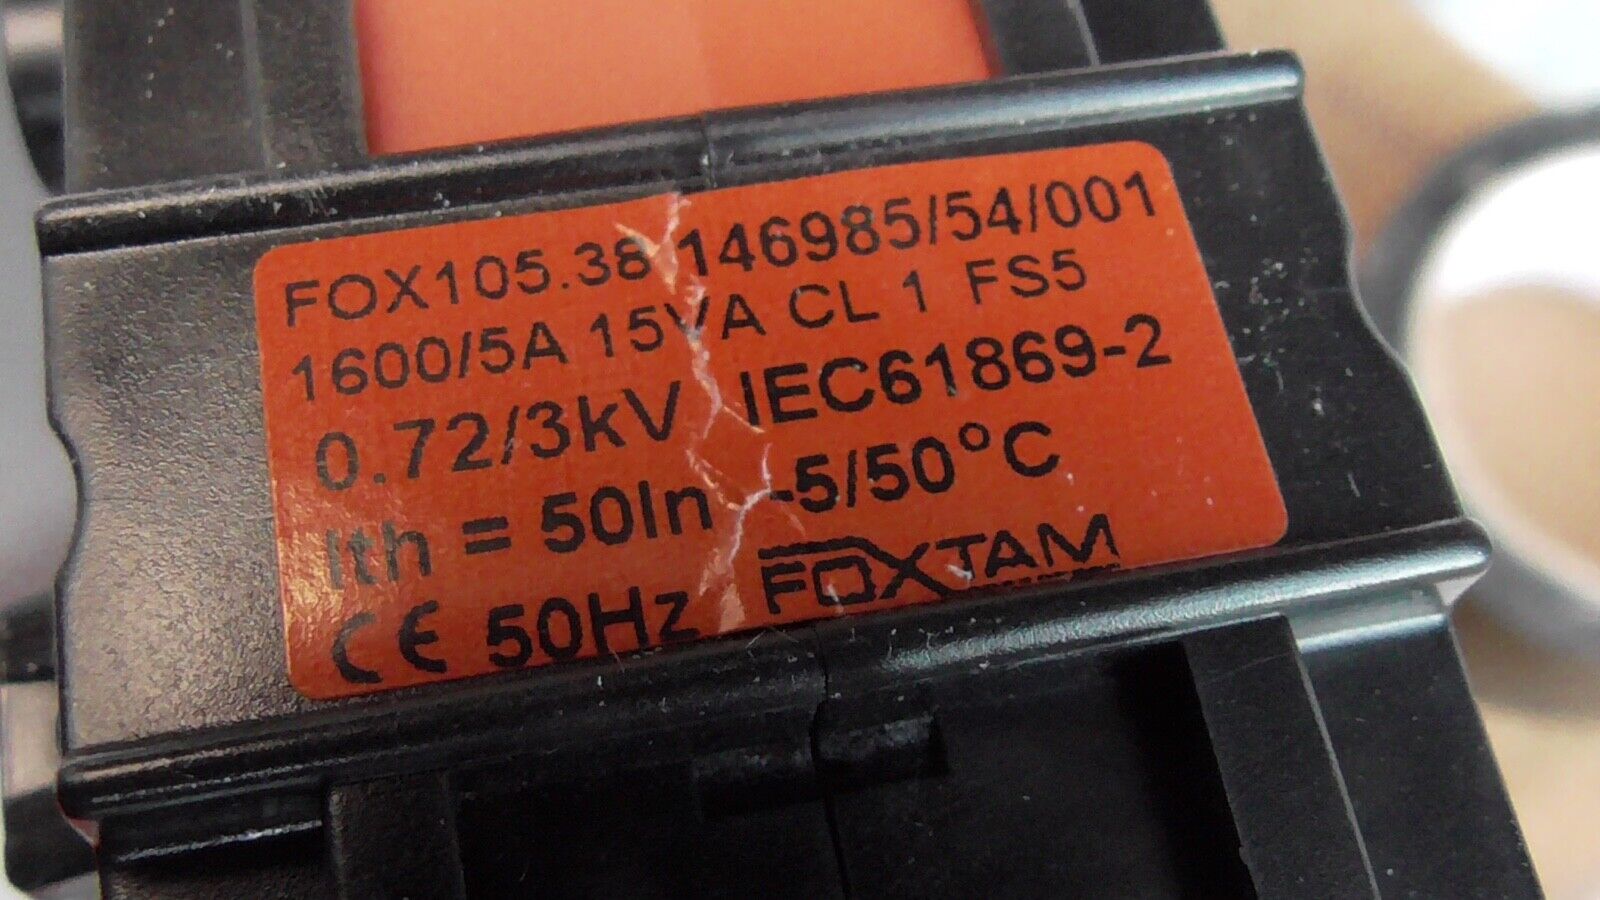 FOX105.38 146985/54/001
1600/5A 15VA CL 1 FS5
0.72/3kV IEC61869-2
Ith = 50In -5/50°C
CE 50Hz FOXTAM